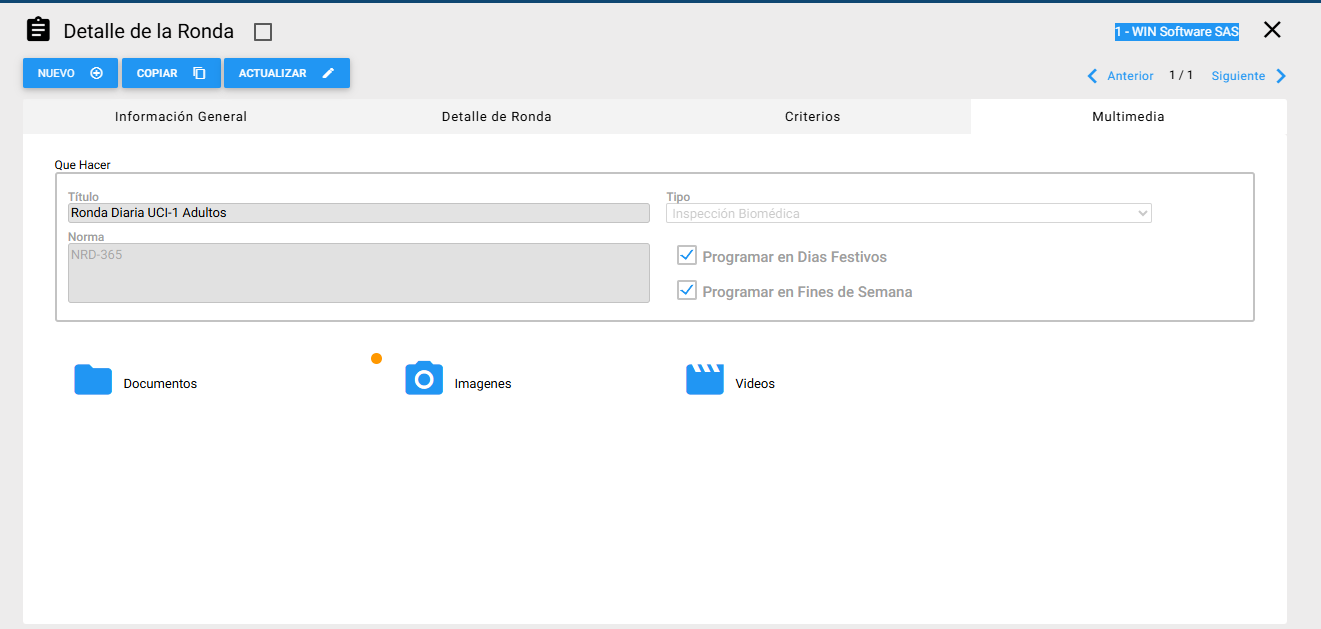 Detalle de la Ronda
1 - WIN Software SAS
NUEVO
COPIAR
ACTUALIZAR
Anterior 1 / 1 Siguiente
Información General
Detalle de Ronda
Criterios
Multimedia
Que Hacer
Título
Ronda Diaria UCI-1 Adultos
Tipo
Inspección Biomédica
Norma
NRD-365
Programar en Dias Festivos
Programar en Fines de Semana
Documentos
Imagenes
Videos